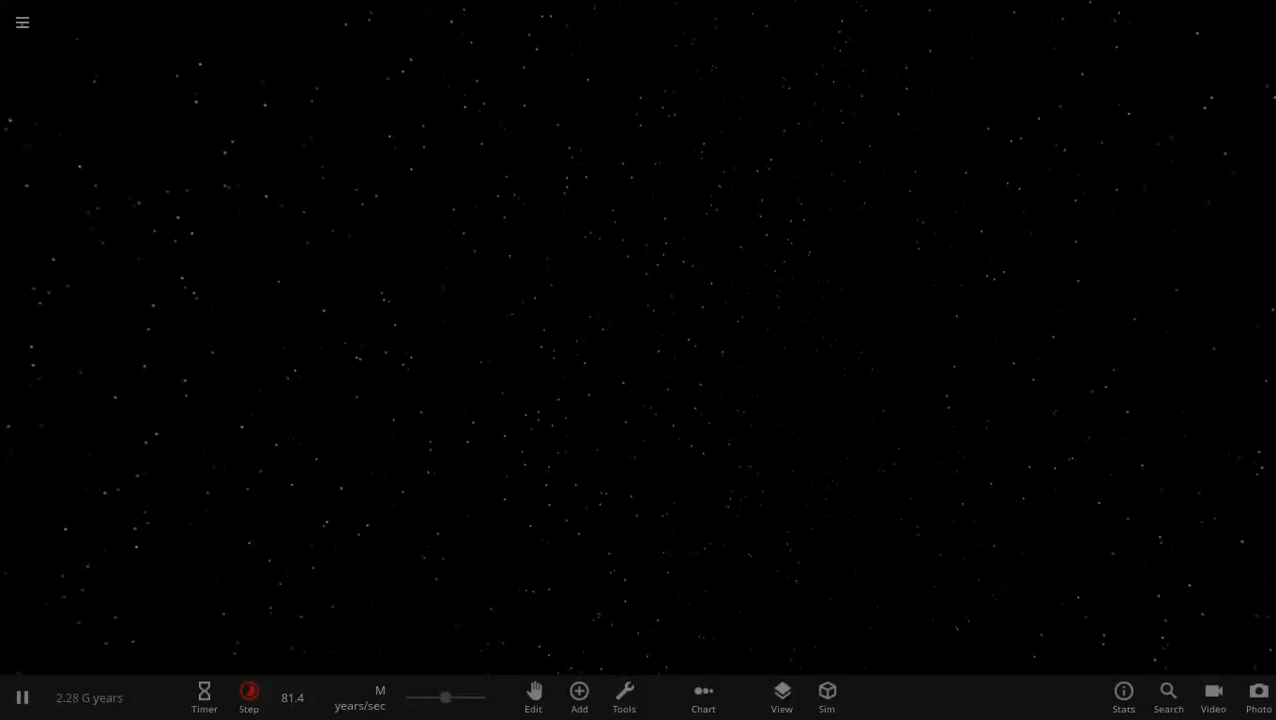 2.28 G years
Timer
Step
81.4
M
years/sec
Edit
Add
Tools
Chart
View
Sim
Stats
Search
Video
Photo